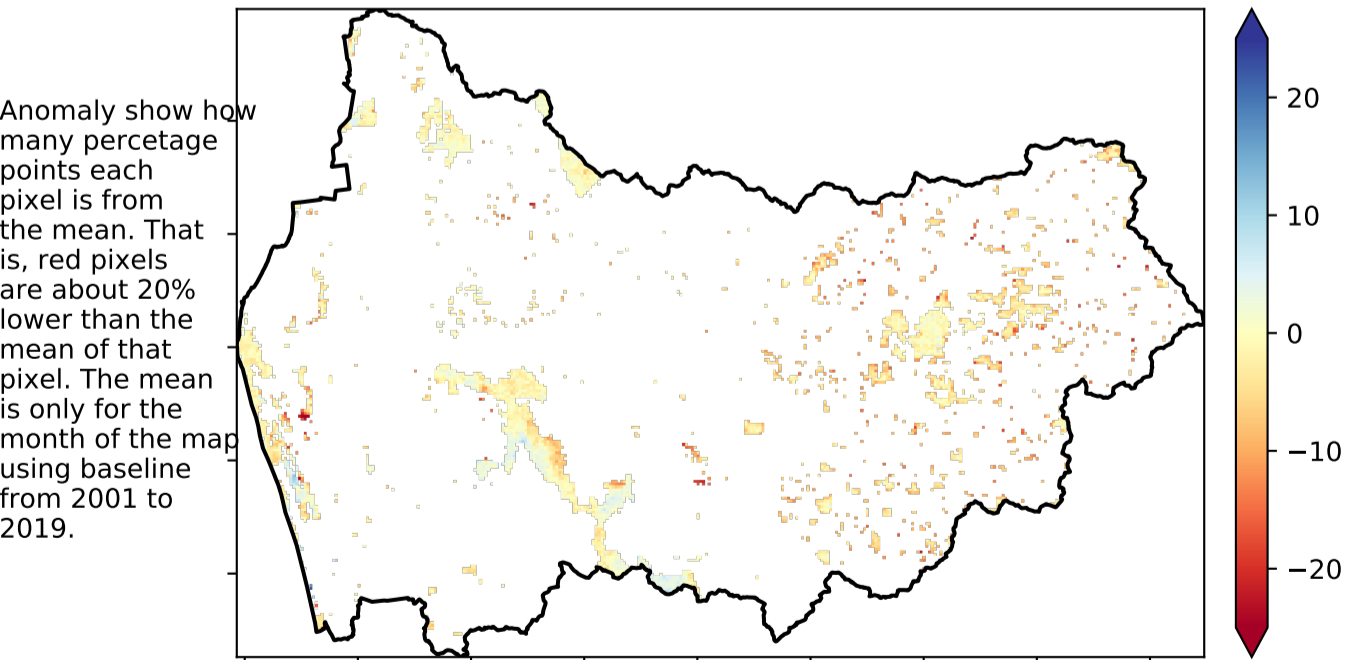 Anomaly show how
many percetage
points each
pixel is from
the mean. That
is, red pixels
are about 20%
lower than the
mean of that
pixel. The mean
is only for the
month of the map
using baseline
from 2001 to
2019.
20
10
0
−10
−20